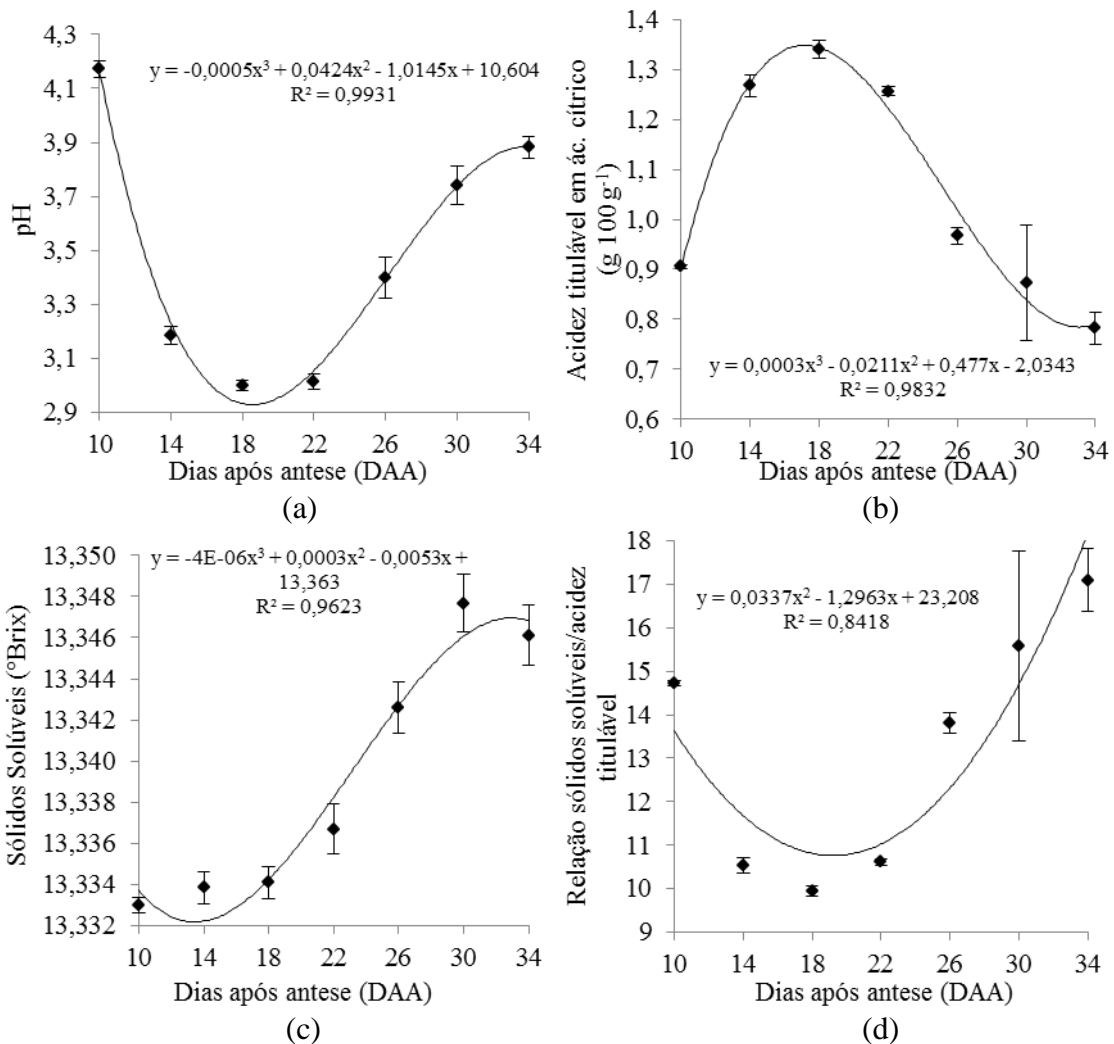 4,3
4,1
3,9
3,7
3,5
3,3
3,1
2,9
pH
y = -0,0005x³ + 0,0424x² - 1,0145x + 10,604
R² = 0,9931
10 14 18 22 26 30 34
Dias após antese (DAA)
(a)
1,4
1,3
1,2
1,1
1,0
0,9
0,8
0,7
0,6
Acidez titulável em ác. cítrico
(g 100 g⁻¹)
y = 0,0003x³ - 0,0211x² + 0,477x - 2,0343
R² = 0,9832
10 14 18 22 26 30 34
Dias após antese (DAA)
(b)
13,350
13,348
13,346
13,344
13,342
13,340
13,338
13,336
13,334
13,332
Sólidos Solúveis (°Brix)
y = -4E-06x³ + 0,0003x² - 0,0053x +
13,363
R² = 0,9623
10 14 18 22 26 30 34
Dias após antese (DAA)
(c)
18
17
16
15
14
13
12
11
10
9
Relação sólidos solúveis/acidez
titulável
y = 0,0337x² - 1,2963x + 23,208
R² = 0,8418
10 14 18 22 26 30 34
Dias após antese (DAA)
(d)